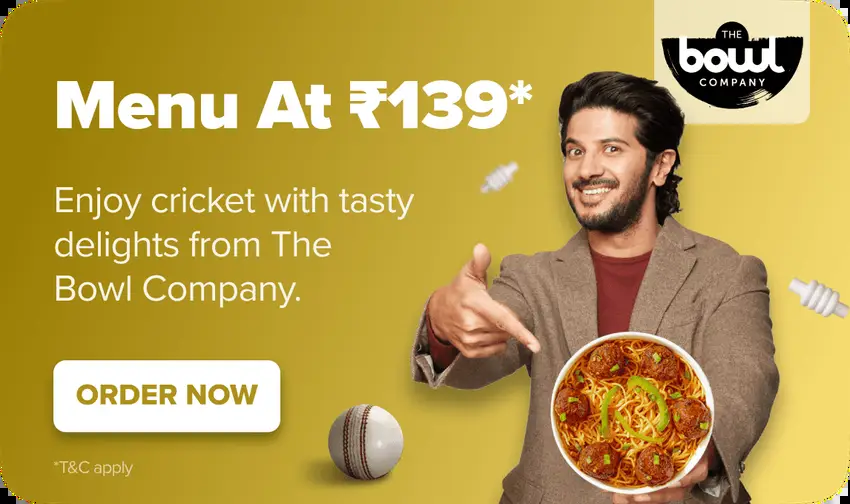 THE
bowl
COMPANY
Menu At ₹139*
Enjoy cricket with tasty
delights from The
Bowl Company.
ORDER NOW
*T&C apply